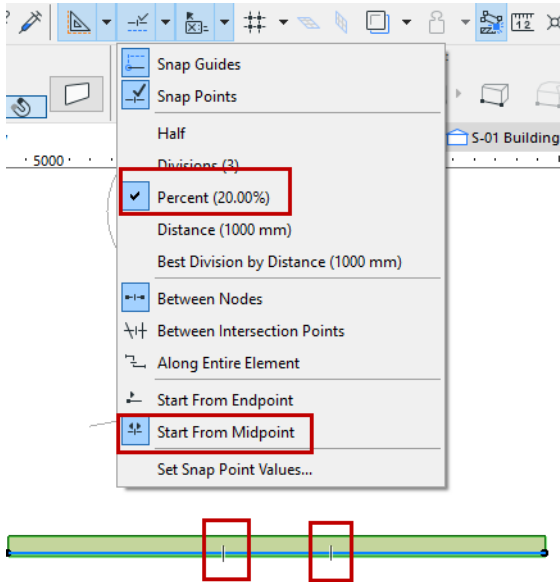 1 2
5000
S-01 Building
Snap Guides
Snap Points
Half
Divisions (3)
Percent (20.00%)
Distance (1000 mm)
Best Division by Distance (1000 mm)
Between Nodes
Between Intersection Points
Along Entire Element
Start From Endpoint
Start From Midpoint
Set Snap Point Values...